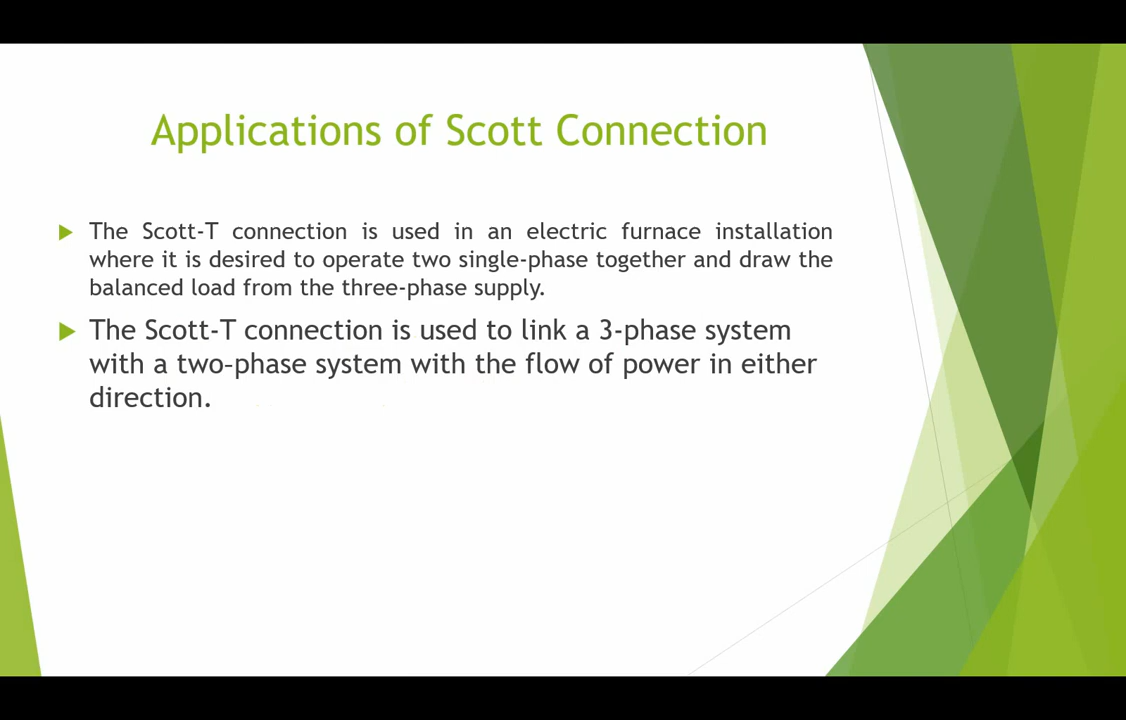 Applications of Scott Connection
The Scott-T connection is used in an electric furnace installation
where it is desired to operate two single-phase together and draw the
balanced load from the three-phase supply.
The Scott-T connection is used to link a 3-phase system
with a two-phase system with the flow of power in either
direction.